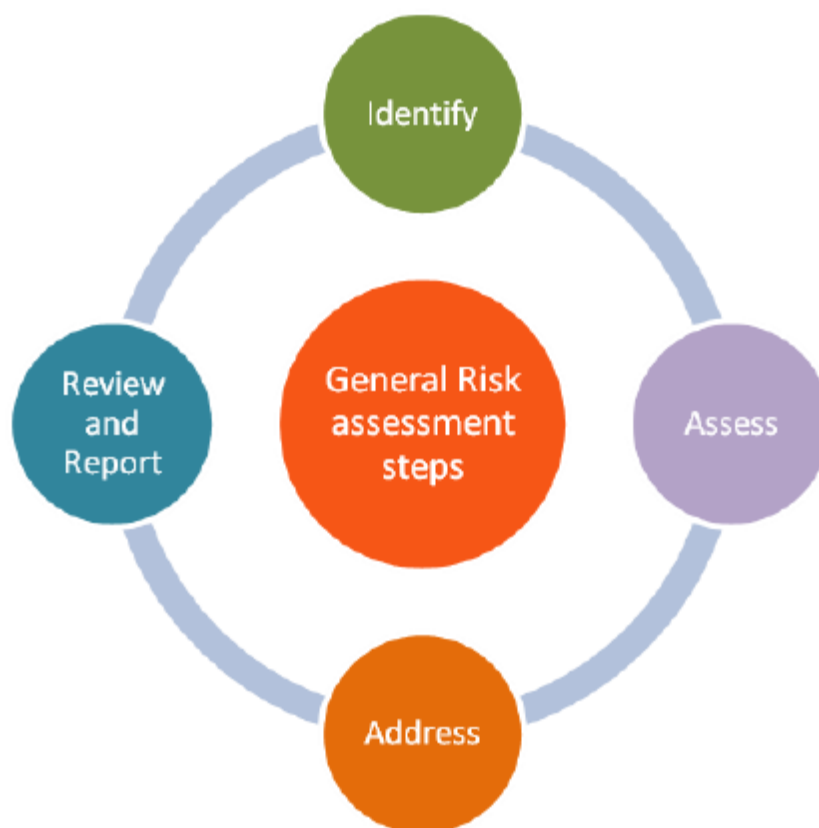 Identify
Review
and
Report
General Risk
assessment
steps
Assess
Address